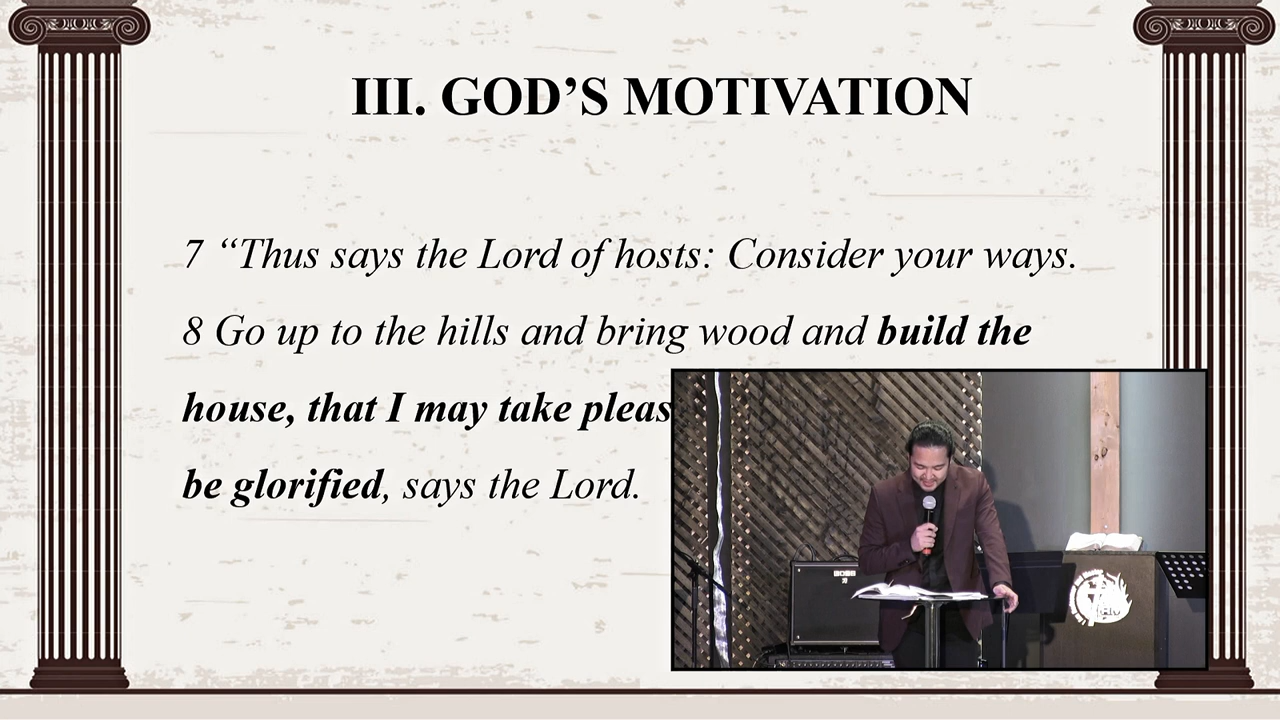 III. GOD’S MOTIVATION
7 “Thus says the Lord of hosts: Consider your ways.
8 Go up to the hills and bring wood and build the
house, that I may take
be glorified, says the Lord.
BOSS